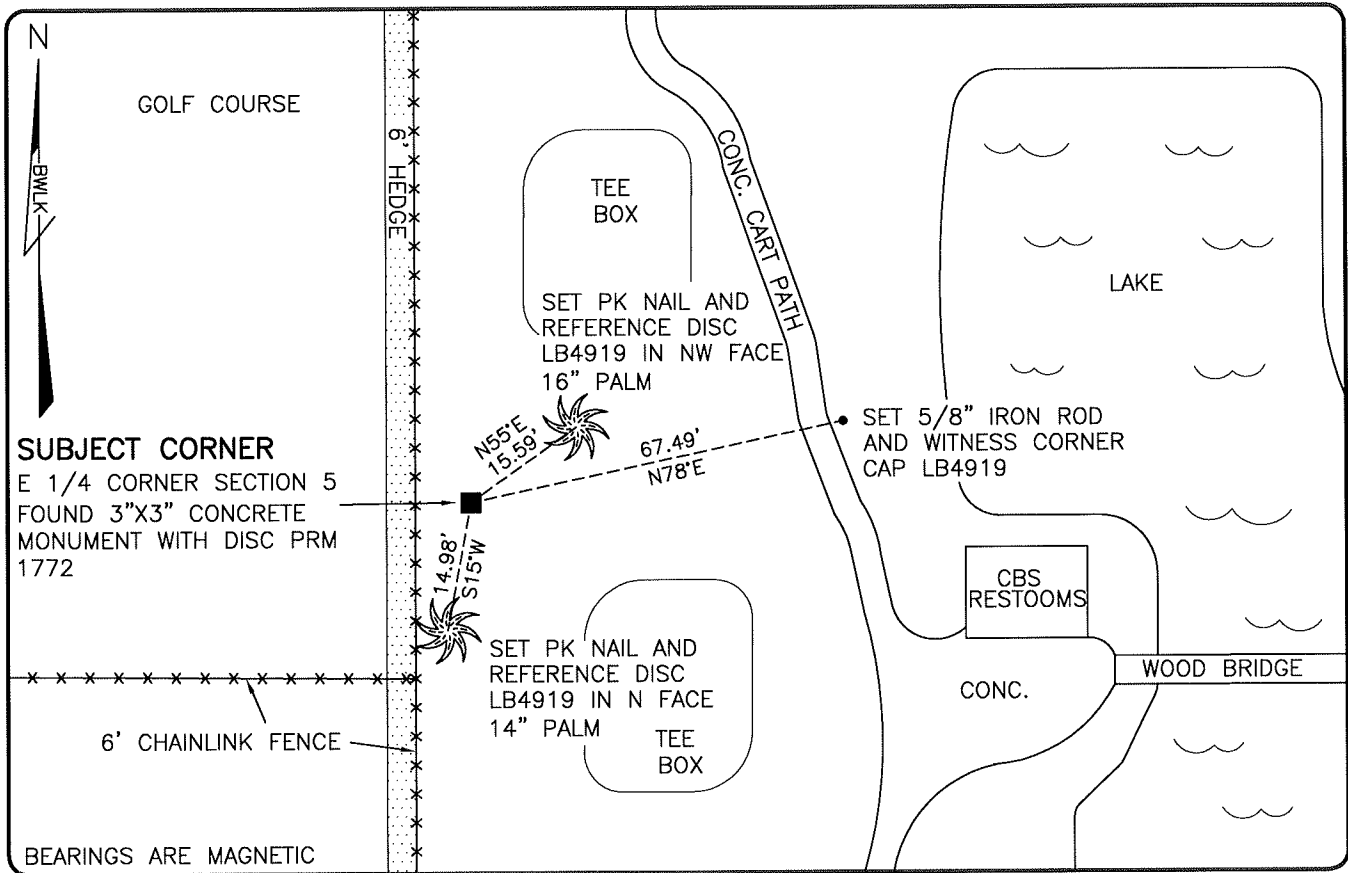 N
BWLK
GOLF COURSE
6' HEDGE
TEE
BOX
CONC. CART PATH
LAKE
SET PK NAIL AND
REFERENCE DISC
LB4919 IN NW FACE
16" PALM
SUBJECT CORNER
E 1/4 CORNER SECTION 5
FOUND 3"X3" CONCRETE
MONUMENT WITH DISC PRM
1772
N55°E
15.59'
67.49'
N78°E
SET 5/8" IRON ROD
AND WITNESS CORNER
CAP LB4919
14.98'
S15°W
SET PK NAIL AND
REFERENCE DISC
LB4919 IN N FACE
14" PALM
TEE
BOX
CBS
RESTOOMS
CONC.
WOOD BRIDGE
6' CHAINLINK FENCE
BEARINGS ARE MAGNETIC